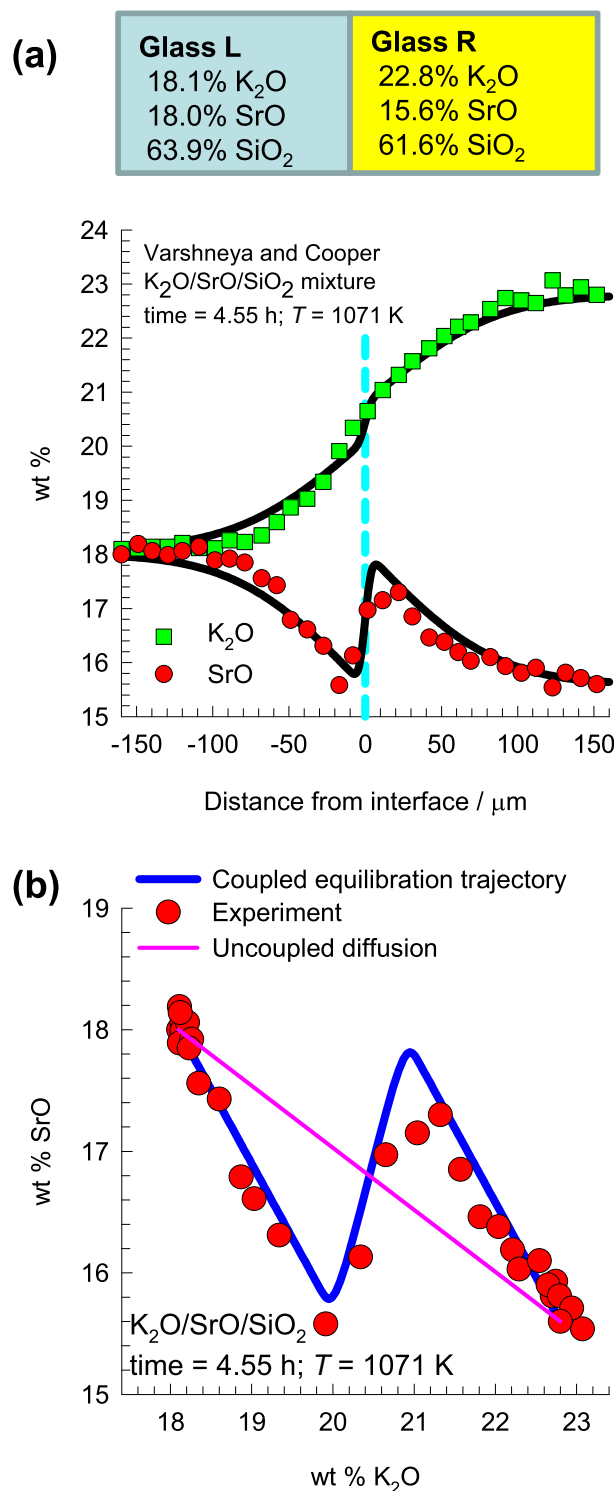 (a)
Glass L
18.1% K₂O
18.0% SrO
63.9% SiO₂
Glass R
22.8% K₂O
15.6% SrO
61.6% SiO₂
24
23
22
21
20
19
18
17
16
15
wt %
Varshneya and Cooper
K₂O/SrO/SiO₂ mixture
time = 4.55 h; T = 1071 K
K₂O
SrO
-150 -100 -50 0 50 100 150
Distance from interface / μm
(b)
Coupled equilibration trajectory
Experiment
Uncoupled diffusion
19
18
17
16
15
wt % SrO
K₂O/SrO/SiO₂
time = 4.55 h; T = 1071 K
18 19 20 21 22 23
wt % K₂O